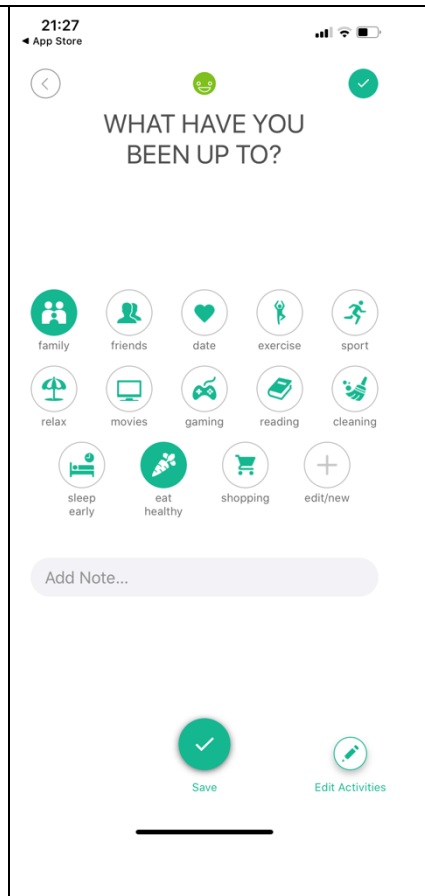 21:27
◀ App Store
WHAT HAVE YOU
BEEN UP TO?
family friends date exercise sport
relax movies gaming reading cleaning
sleep early eat healthy shopping edit/new
Add Note...
Save Edit Activities